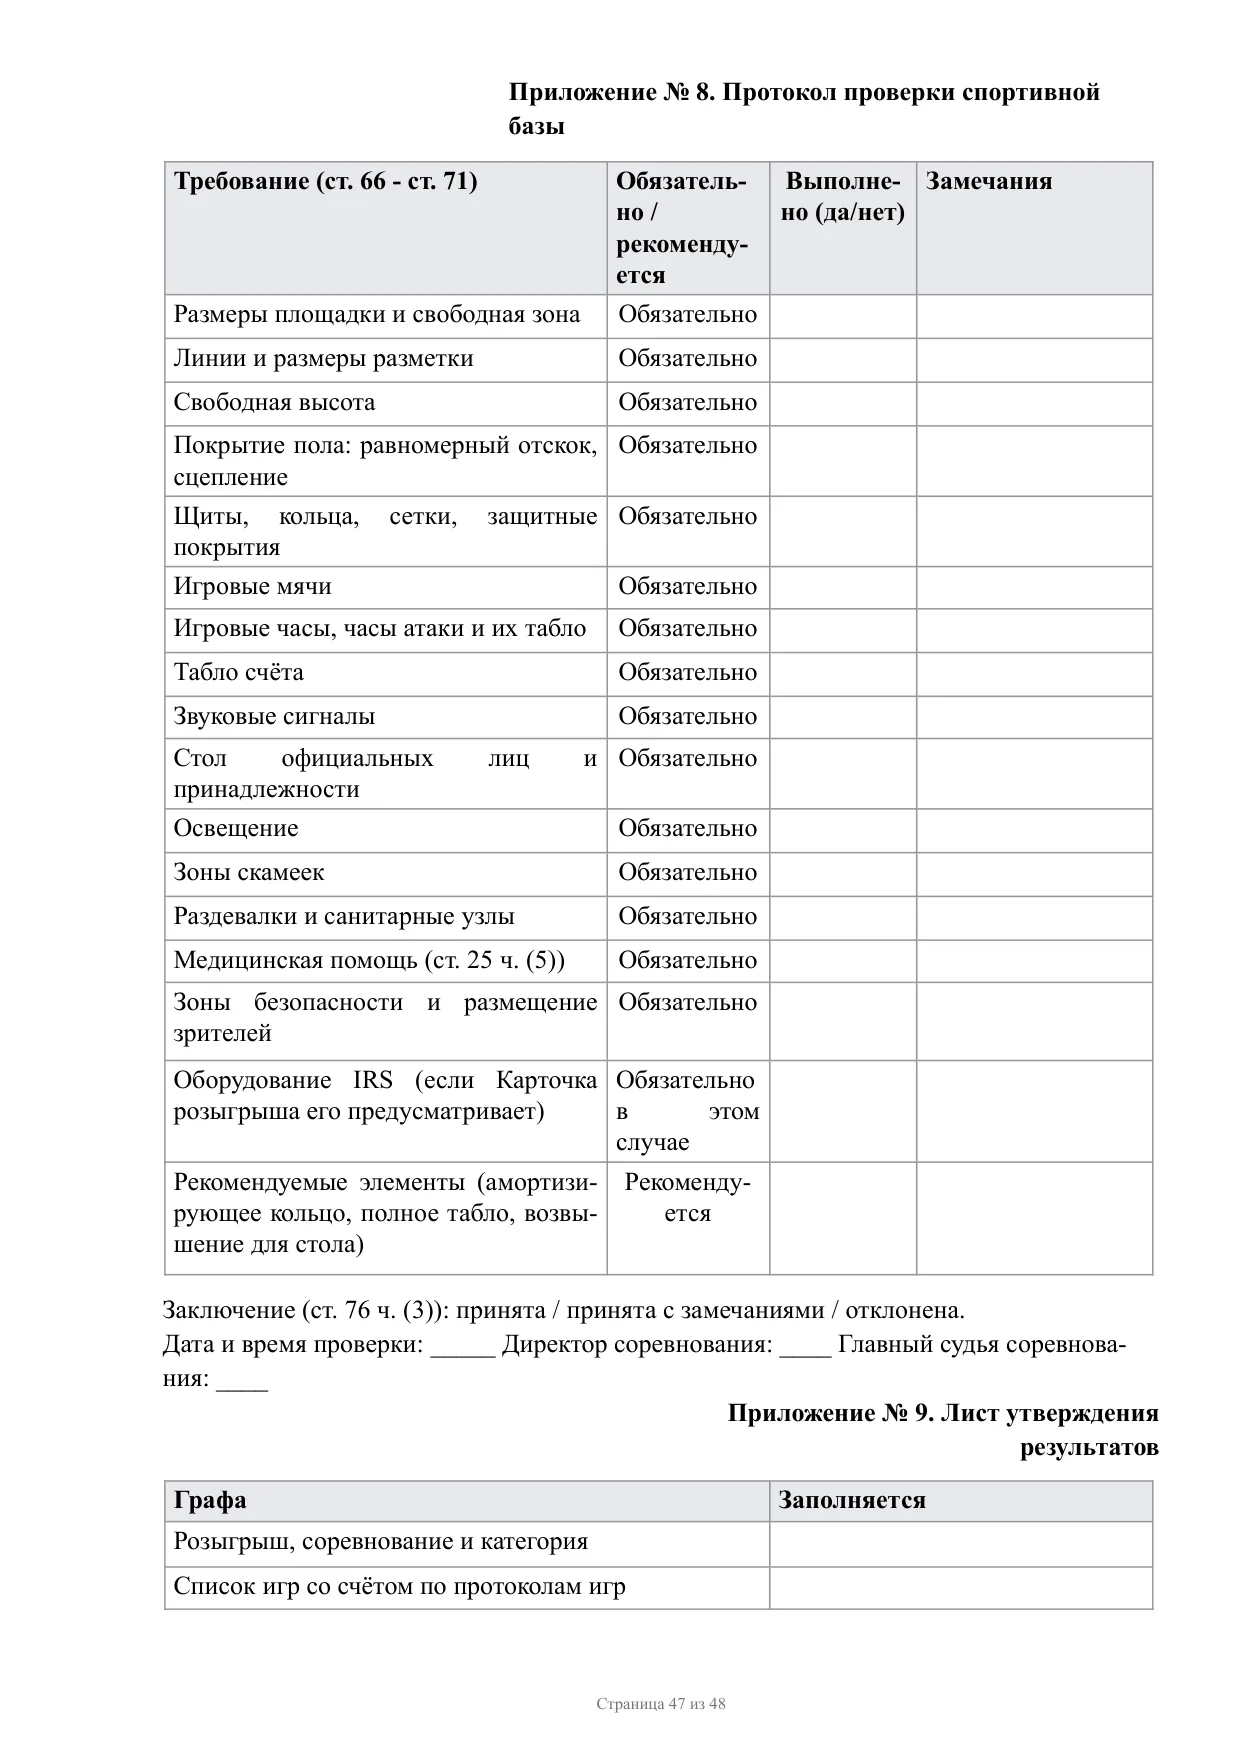 Приложение № 8. Протокол проверки спортивной
базы
Требование (ст. 66 - ст. 71)
Обязатель-
но /
рекоменду-
ется
Выполне-
но (да/нет)
Замечания
Размеры площадки и свободная зона
Обязательно
Линии и размеры разметки
Обязательно
Свободная высота
Обязательно
Покрытие пола: равномерный отскок,
сцепление
Обязательно
Щиты, кольца, сетки, защитные
покрытия
Обязательно
Игровые мячи
Обязательно
Игровые часы, часы атаки и их табло
Обязательно
Табло счёта
Обязательно
Звуковые сигналы
Обязательно
Стол официальных лиц и
принадлежности
Обязательно
Освещение
Обязательно
Зоны скамеек
Обязательно
Раздевалки и санитарные узлы
Обязательно
Медицинская помощь (ст. 25 ч. (5))
Обязательно
Зоны безопасности и размещение
зрителей
Обязательно
Оборудование IRS (если Карточка
розыгрыша его предусматривает)
Обязательно
в этом
случае
Рекомендуемые элементы (амортизи-
рующее кольцо, полное табло, возвы-
шение для стола)
Рекоменду-
ется
Заключение (ст. 76 ч. (3)): принята / принята с замечаниями / отклонена.
Дата и время проверки: _____ Директор соревнования: ____ Главный судья соревнова-
ния: ____
Приложение № 9. Лист утверждения
результатов
Графа
Заполняется
Розыгрыш, соревнование и категория
Список игр со счётом по протоколам игр
Страница 47 из 48